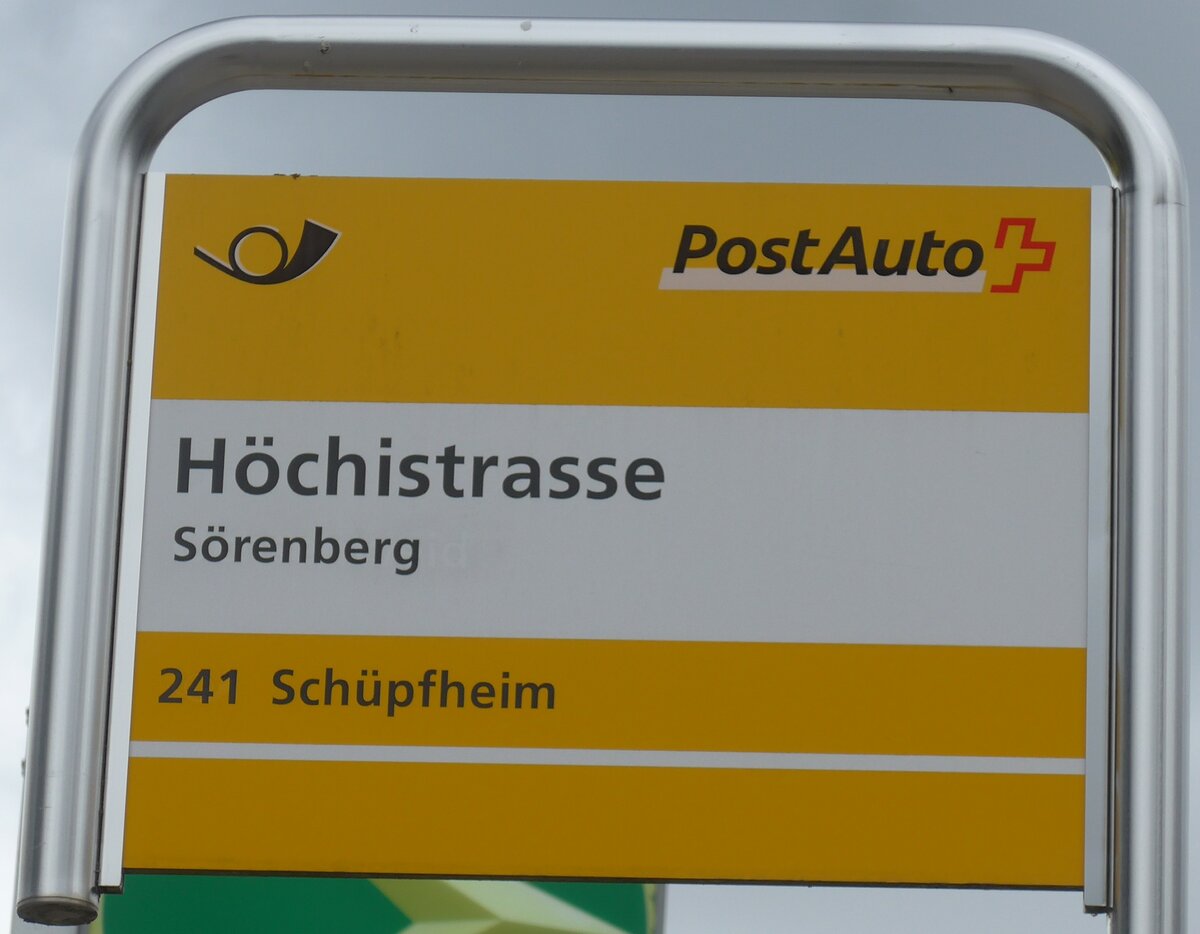 PostAuto
Höchistrasse
Sörenberg
241 Schüpfheim